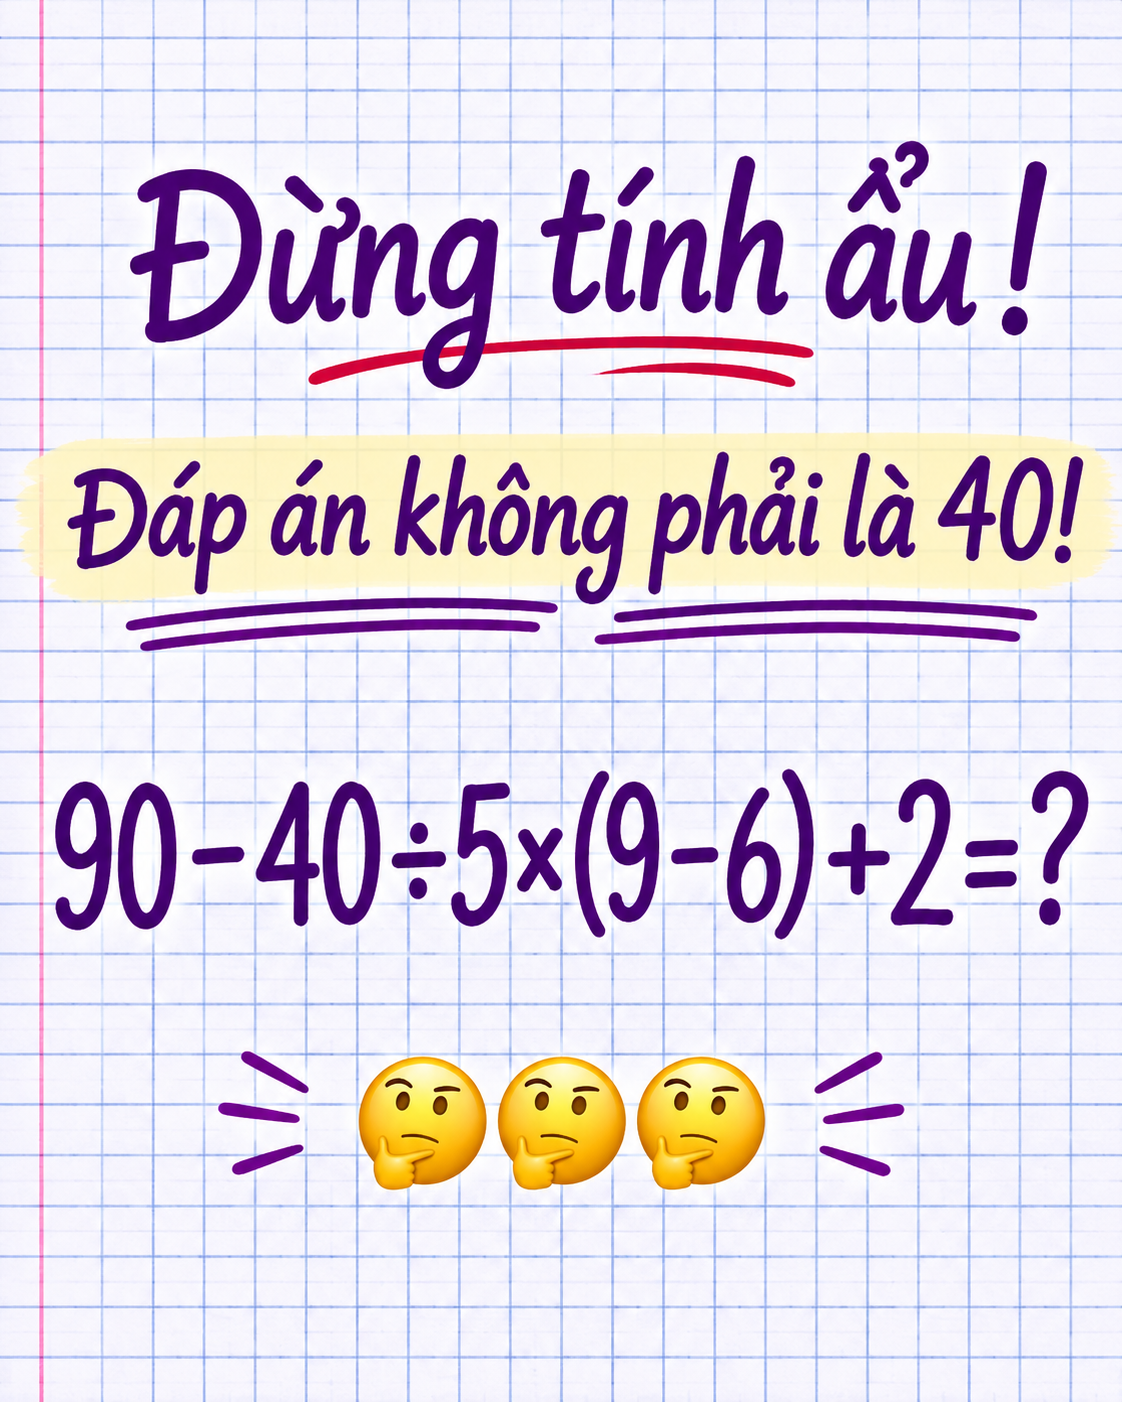 Đừng tính ẩu!
Đáp án không phải là 40!
90-40÷5×(9-6)+2=?